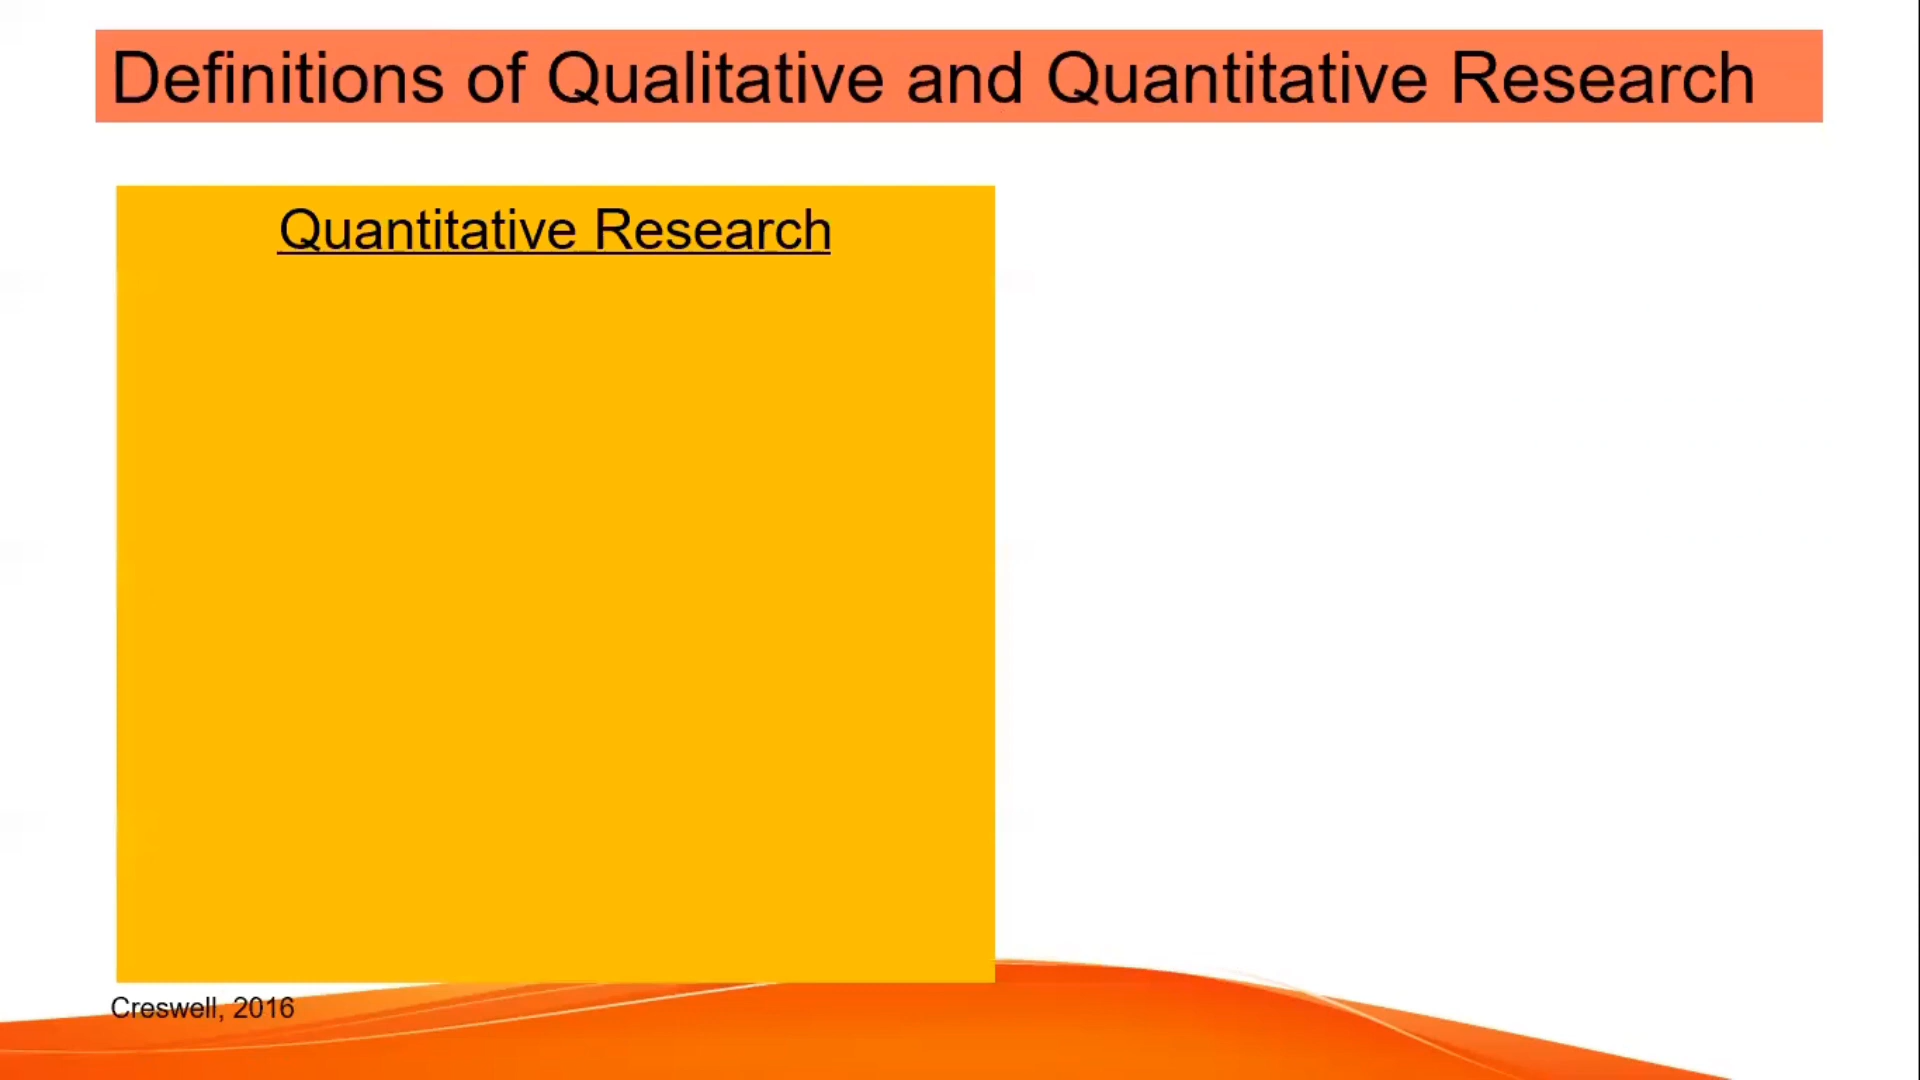 Definitions of Qualitative and Quantitative Research
Quantitative Research
Creswell, 2016